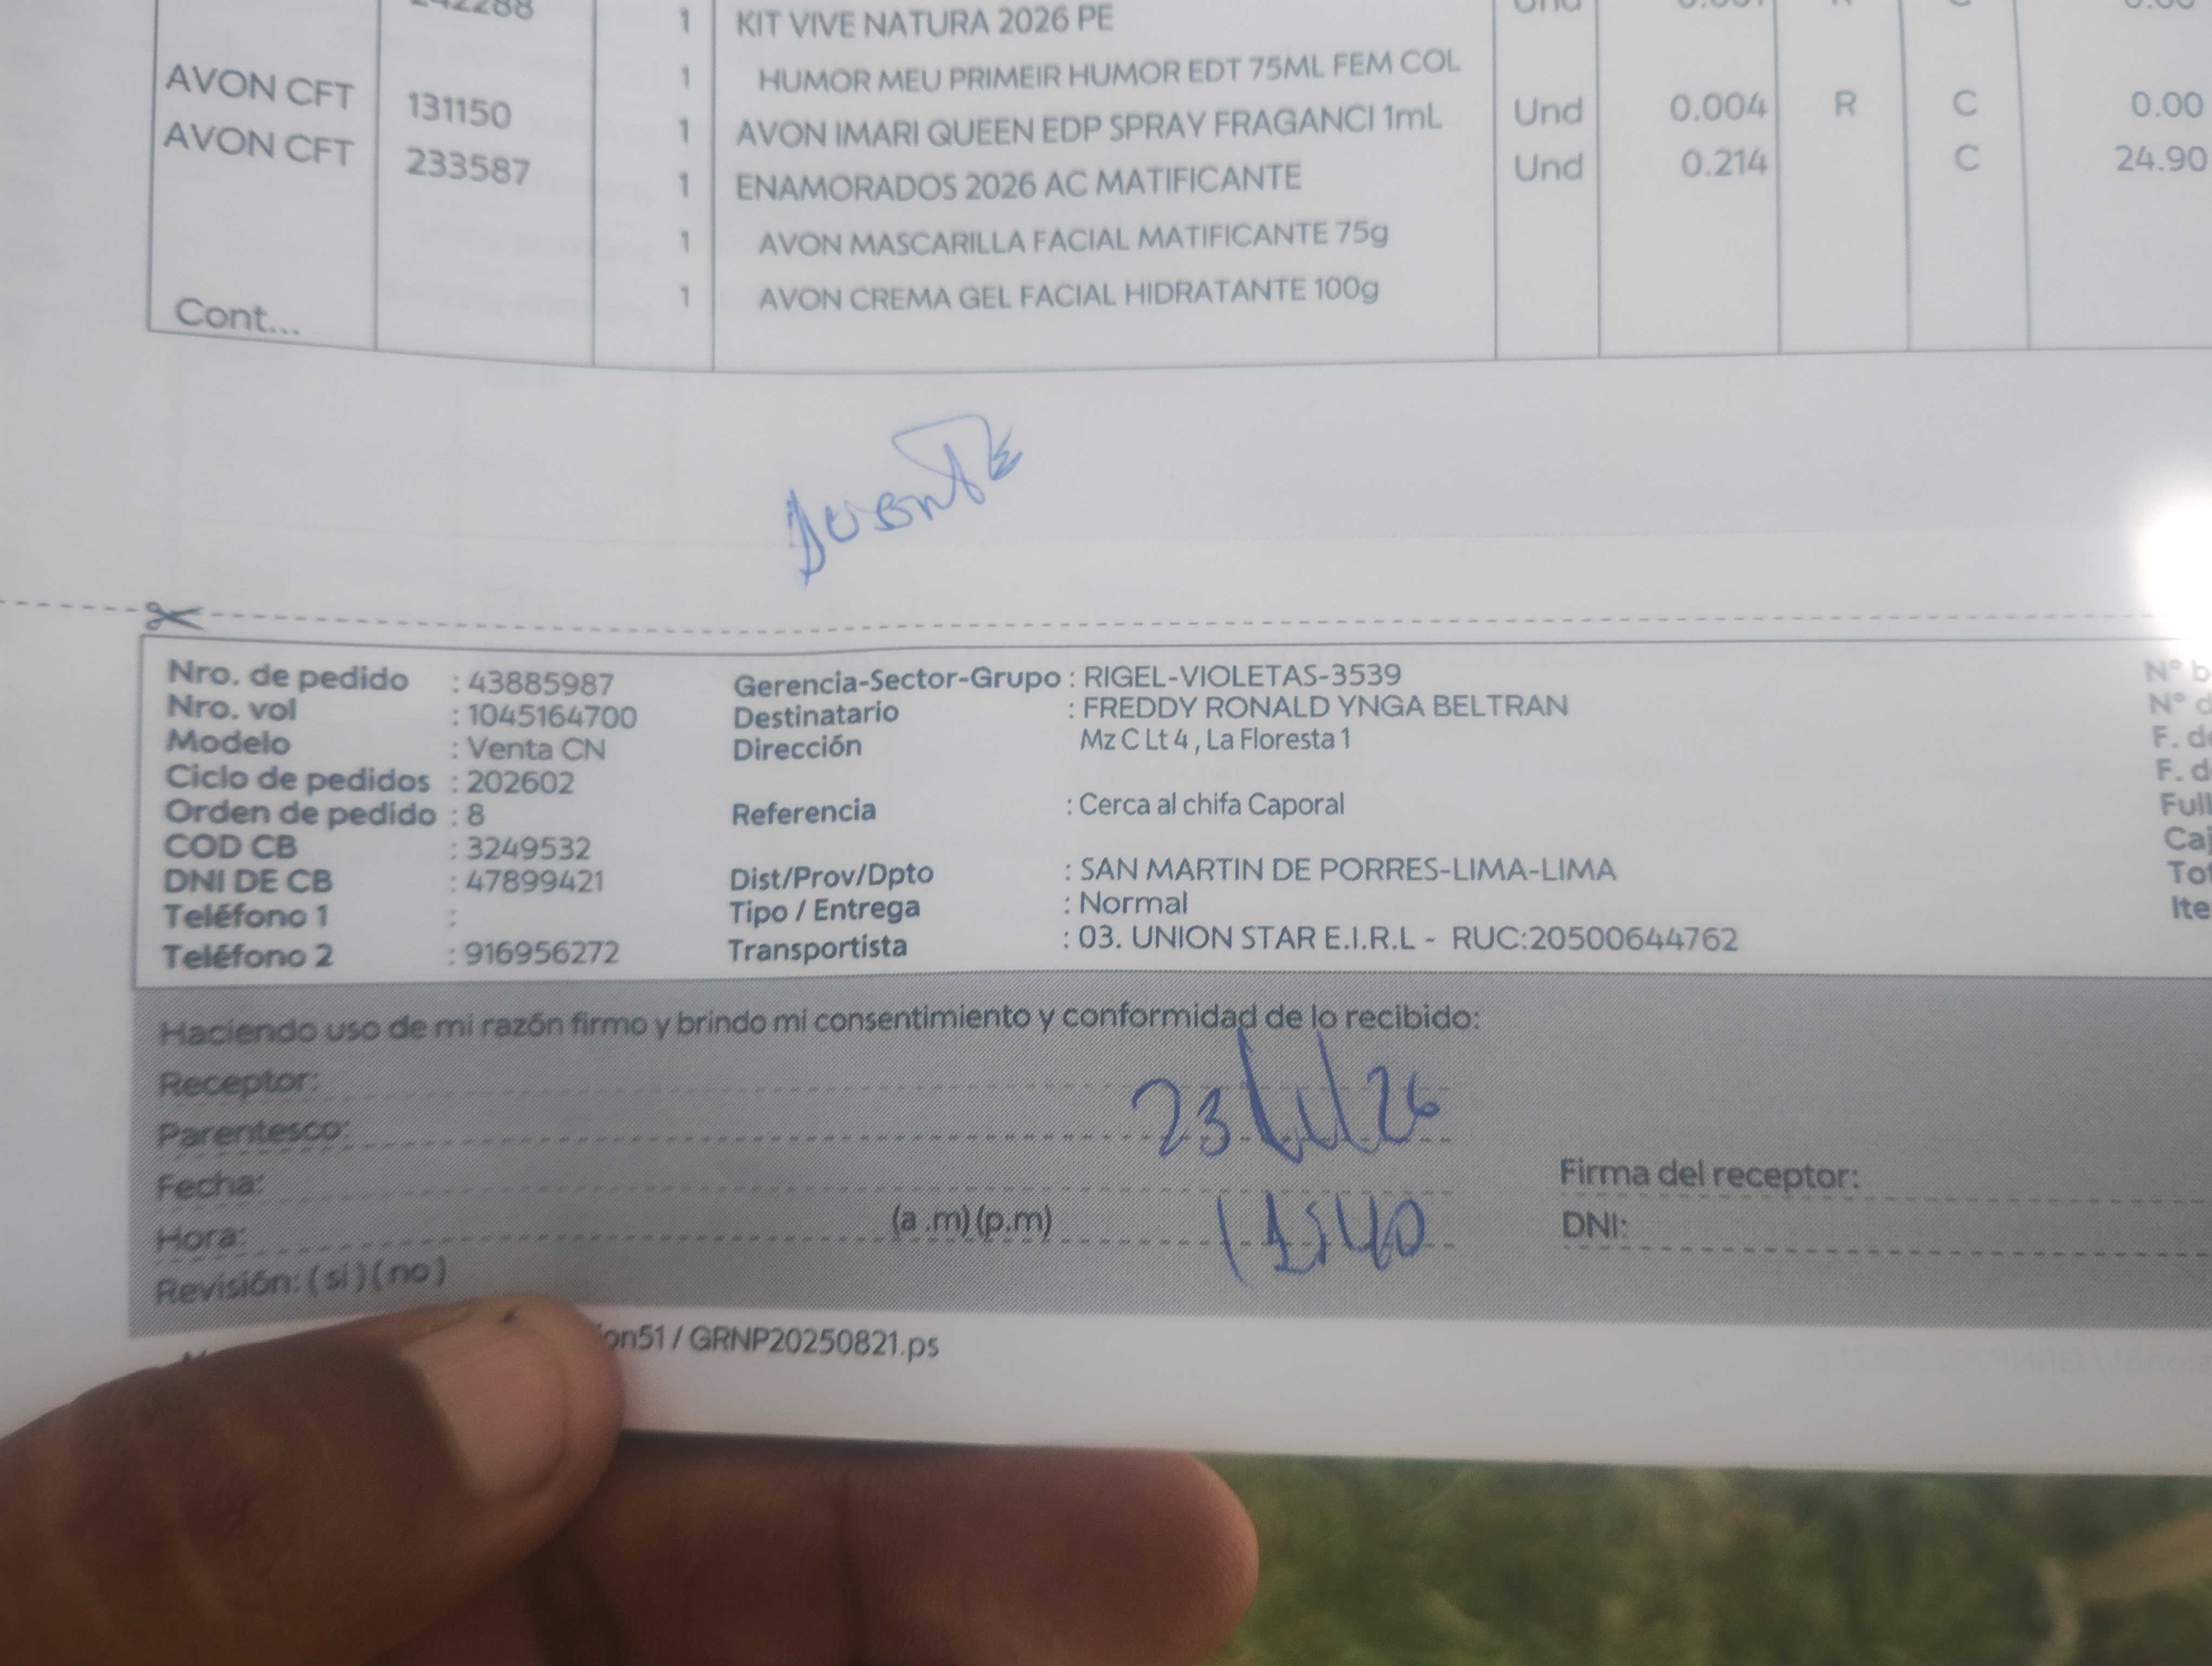 1 KIT VIVE NATURA 2026 PE
1 HUMOR MEU PRIMEIR HUMOR EDT 75ML FEM COL
AVON CFT 131150 1 AVON IMARI QUEEN EDP SPRAY FRAGANCI 1mL Und 0.004 R C 0.00
AVON CFT 233587 1 ENAMORADOS 2026 AC MATIFICANTE Und 0.214 C 24.90
1 AVON MASCARILLA FACIAL MATIFICANTE 75g
1 AVON CREMA GEL FACIAL HIDRATANTE 100g
Cont...
Nro. de pedido : 43885987
Nro. vol : 1045164700
Modelo : Venta CN
Ciclo de pedidos : 202602
Orden de pedido : 8
COD CB : 3249532
DNI DE CB : 47899421
Teléfono 1 :
Teléfono 2 : 916956272
Gerencia-Sector-Grupo : RIGEL-VIOLETAS-3539
Destinatario : FREDDY RONALD YNGA BELTRAN
Dirección Mz C Lt 4 , La Floresta 1
Referencia : Cerca al chifa Caporal
Dist/Prov/Dpto : SAN MARTIN DE PORRES-LIMA-LIMA
Tipo / Entrega : Normal
Transportista : 03. UNION STAR E.I.R.L - RUC:20500644762
N° b
N° d
F. de
F. d
Full
Caj
Tot
Ite
Haciendo uso de mi razón firmo y brindo mi consentimiento y conformidad de lo recibido:
Receptor:
Parentesco:
Fecha:
Hora: (a .m) (p.m)
Revisión: ( si ) ( no )
Firma del receptor:
DNI:
on51 / GRNP20250821.ps